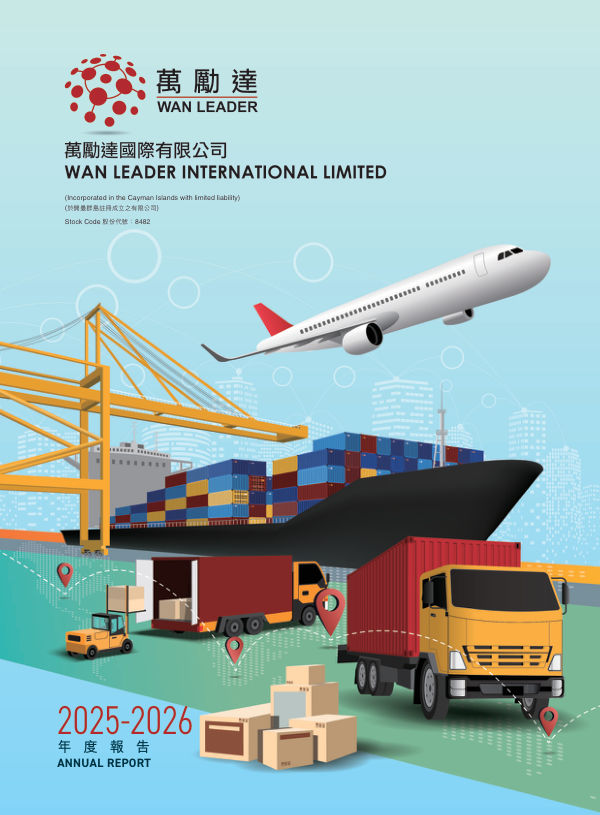 萬勵達
WAN LEADER
萬勵達國際有限公司
WAN LEADER INTERNATIONAL LIMITED
(Incorporated in the Cayman Islands with limited liability)
(於開曼群島註冊成立之有限公司)
Stock Code 股份代號：8482
2025-2026
年度報告
ANNUAL REPORT